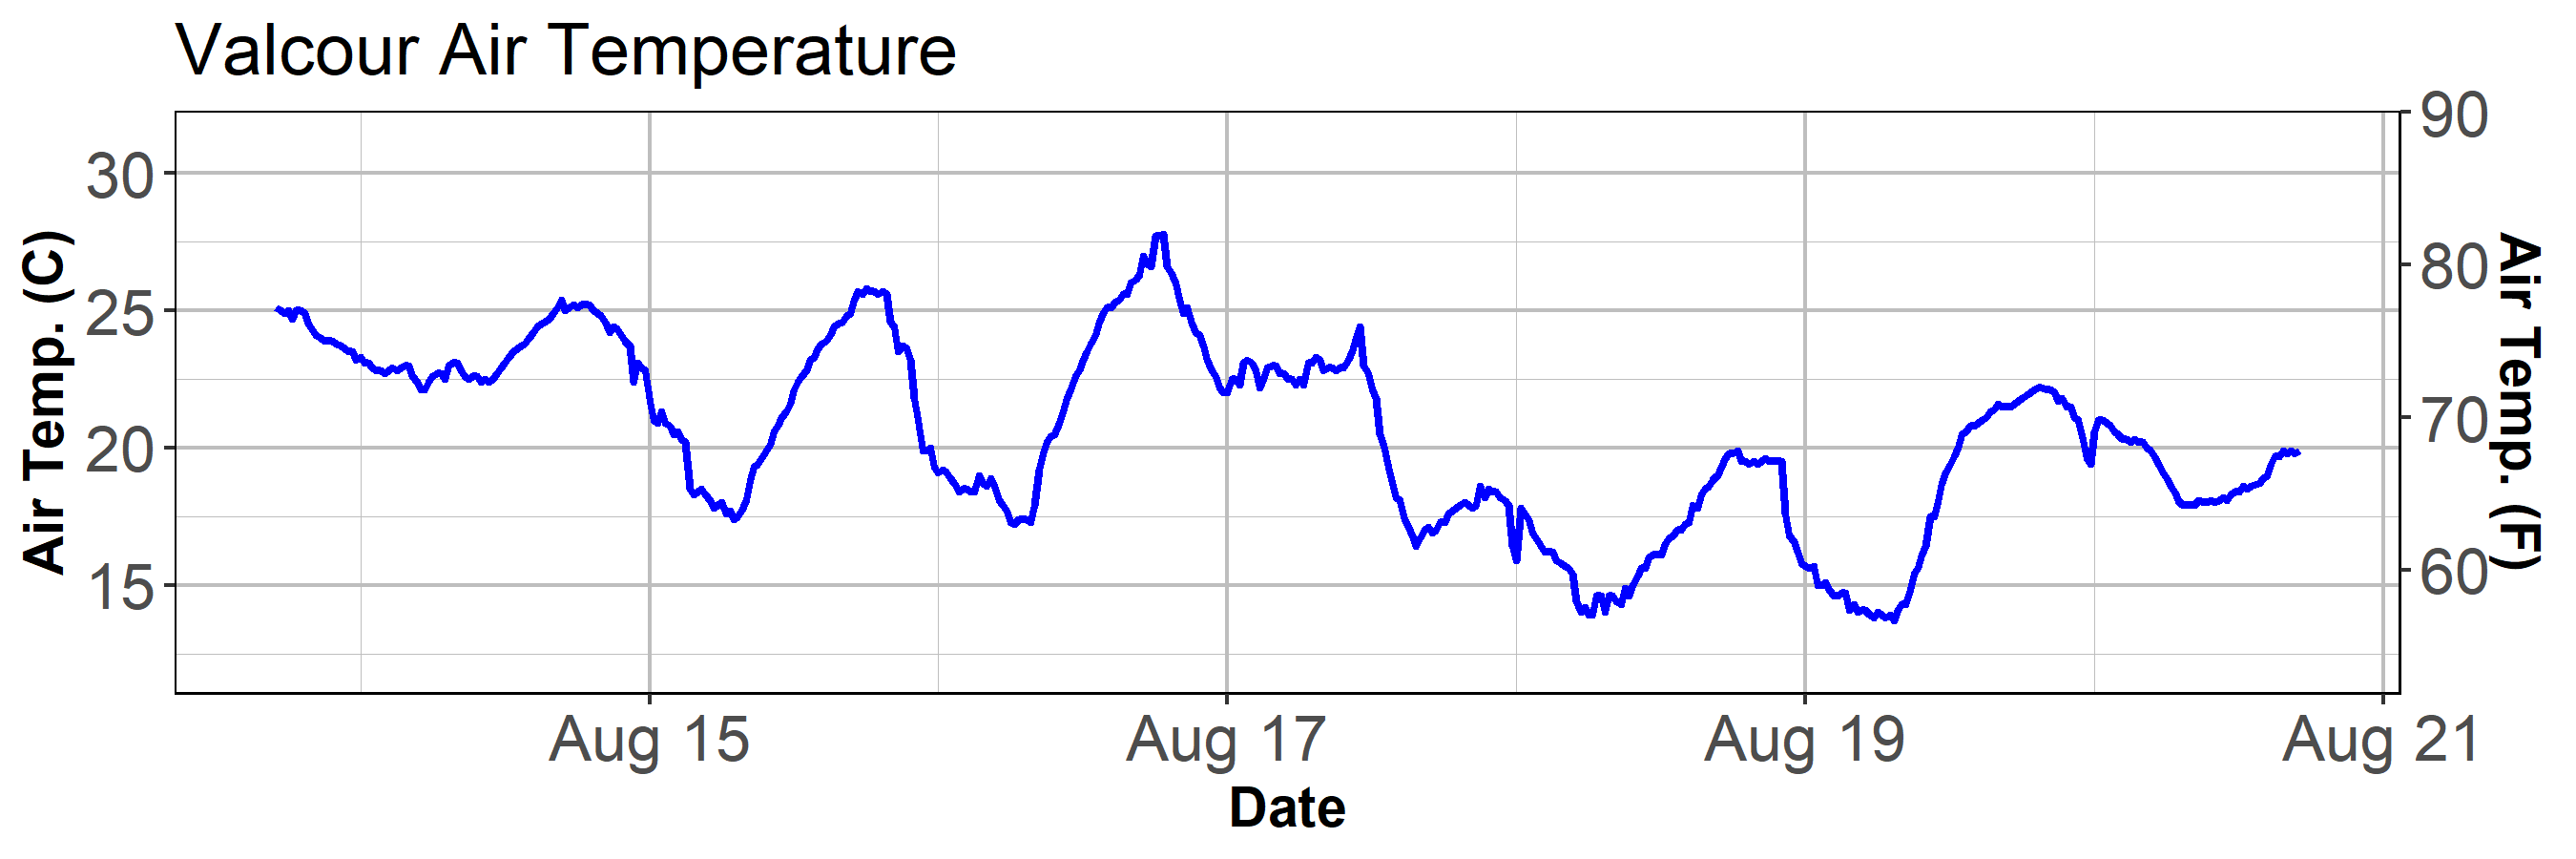 Valcour Air Temperature
90
30
80
25
70
20
60
15
Air Temp. (C)
Air Temp. (F)
Aug 15
Aug 17
Aug 19
Aug 21
Date